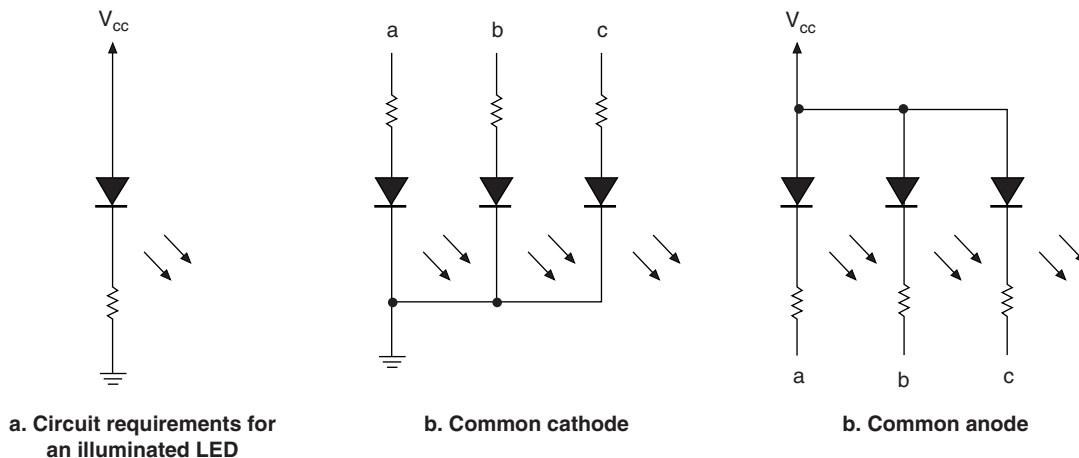 Vcc
a
b
c
Vcc
a
b
c
a. Circuit requirements for
an illuminated LED
b. Common cathode
b. Common anode